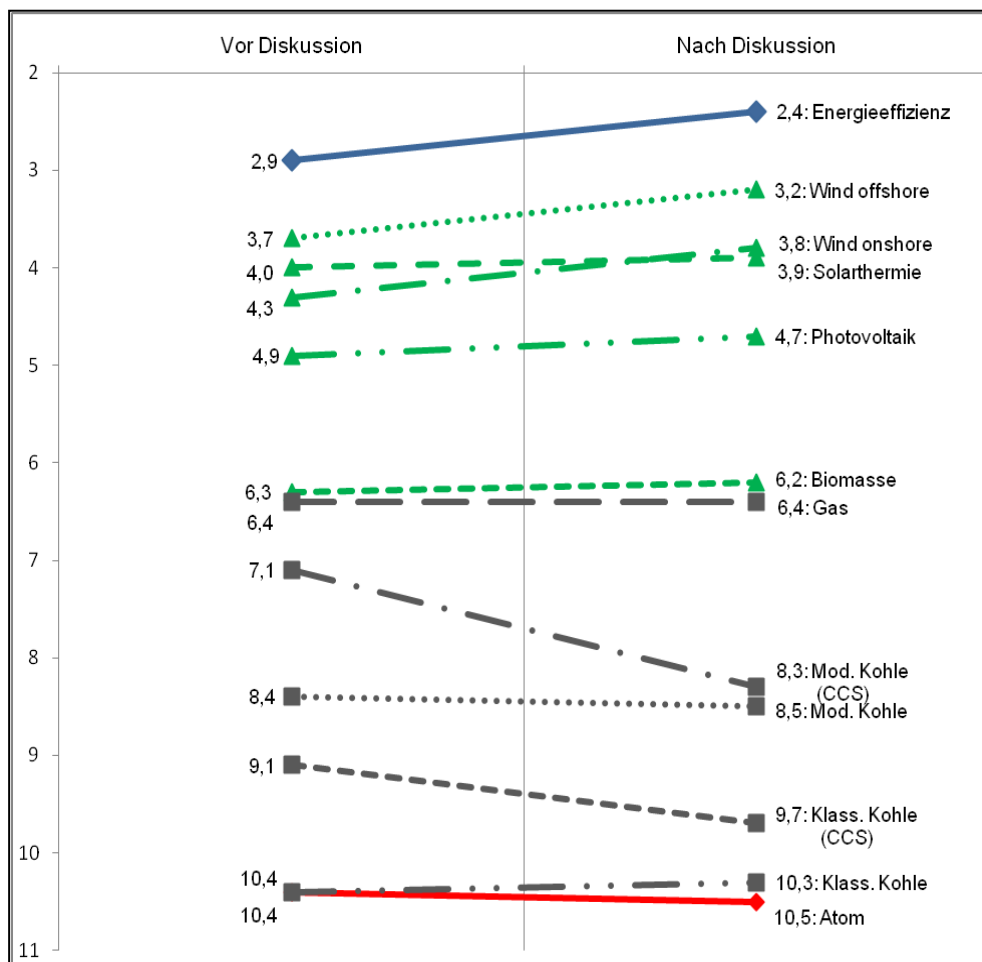 Vor Diskussion Nach Diskussion
2
2,4: Energieeffizienz
2,9
3
3,2: Wind offshore
3,7
3,8: Wind onshore
4
4,0
3,9: Solarthermie
4,3
4,9
4,7: Photovoltaik
5
6
6,3
6,2: Biomasse
6,4
6,4: Gas
7
7,1
8
8,3: Mod. Kohle
(CCS)
8,4
8,5: Mod. Kohle
9
9,1
9,7: Klass. Kohle
(CCS)
10
10,4
10,3: Klass. Kohle
10,4
10,5: Atom
11